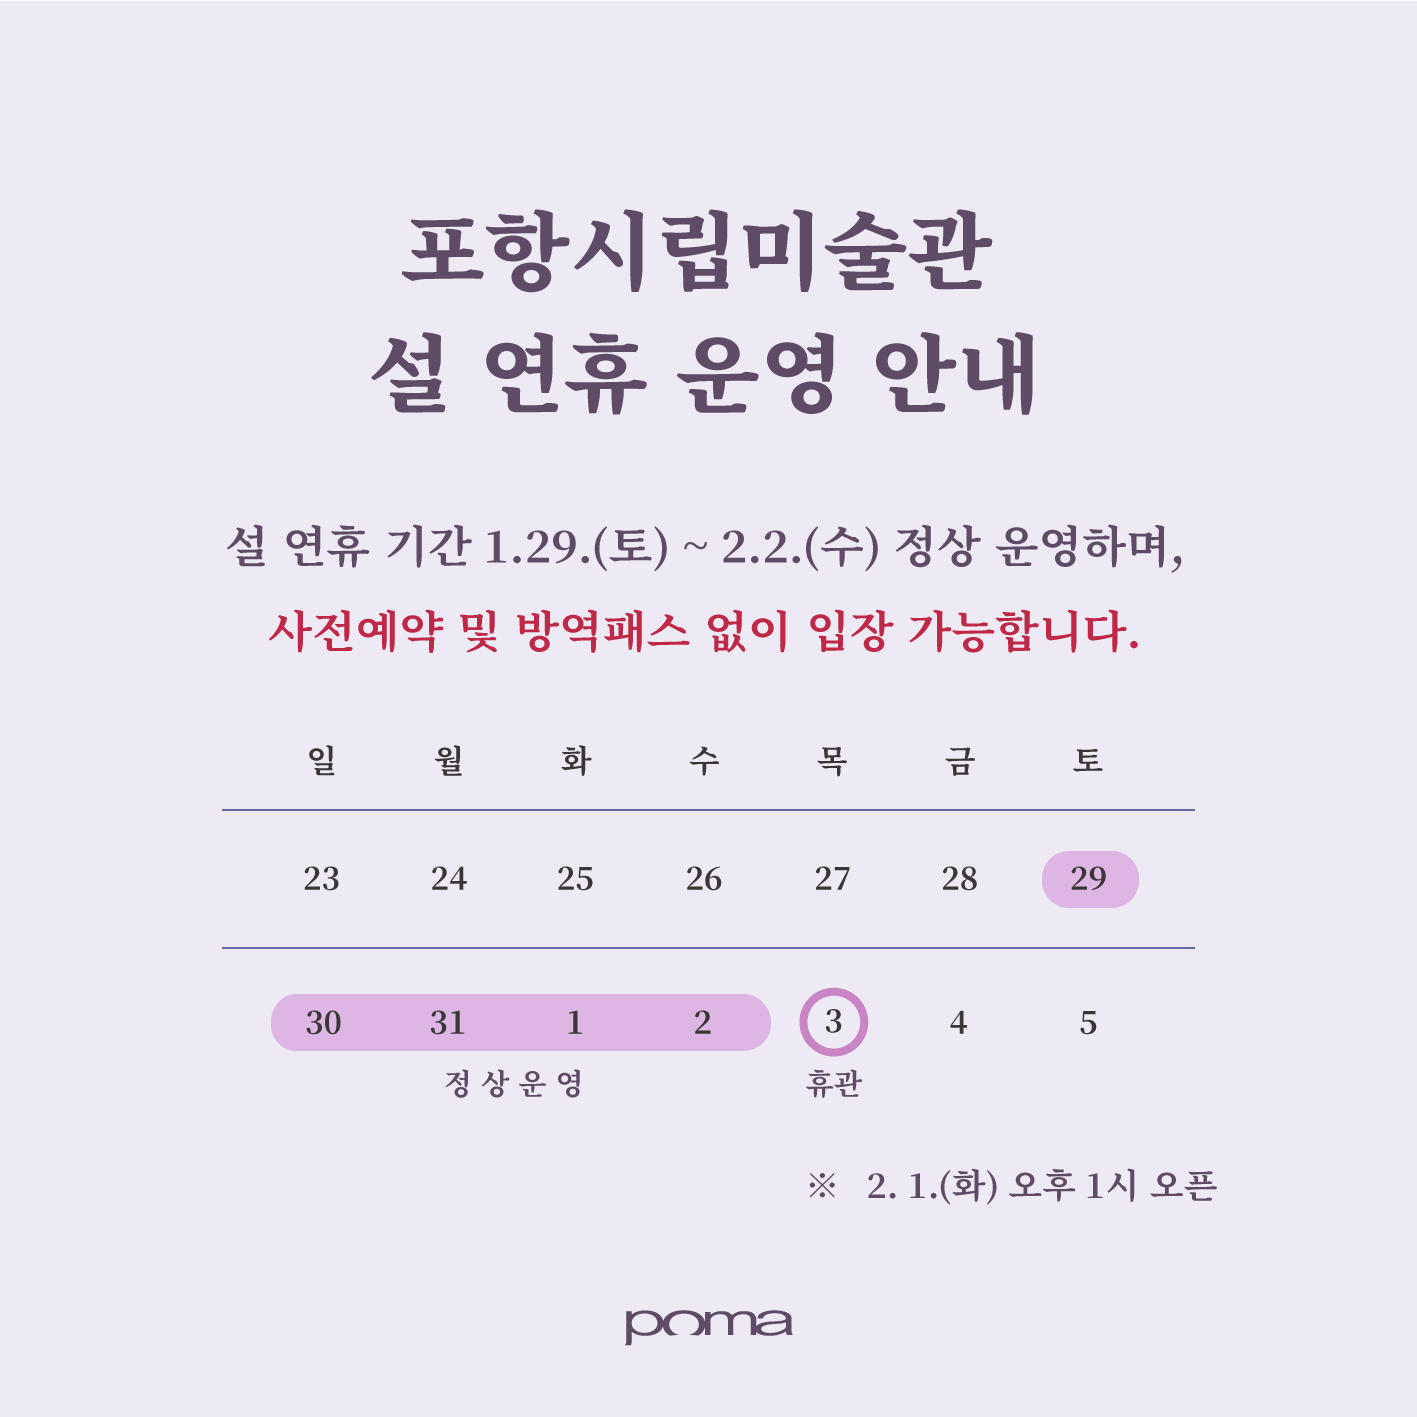 포항시립미술관
설 연휴 운영 안내
설 연휴 기간 1.29.(토) ~ 2.2.(수) 정상 운영하며,
사전예약 및 방역패스 없이 입장 가능합니다.
일 월 화 수 목 금 토
23 24 25 26 27 28 29
30 31 1 2 3 4 5
정상운영 휴관
※ 2. 1.(화) 오후 1시 오픈
poma